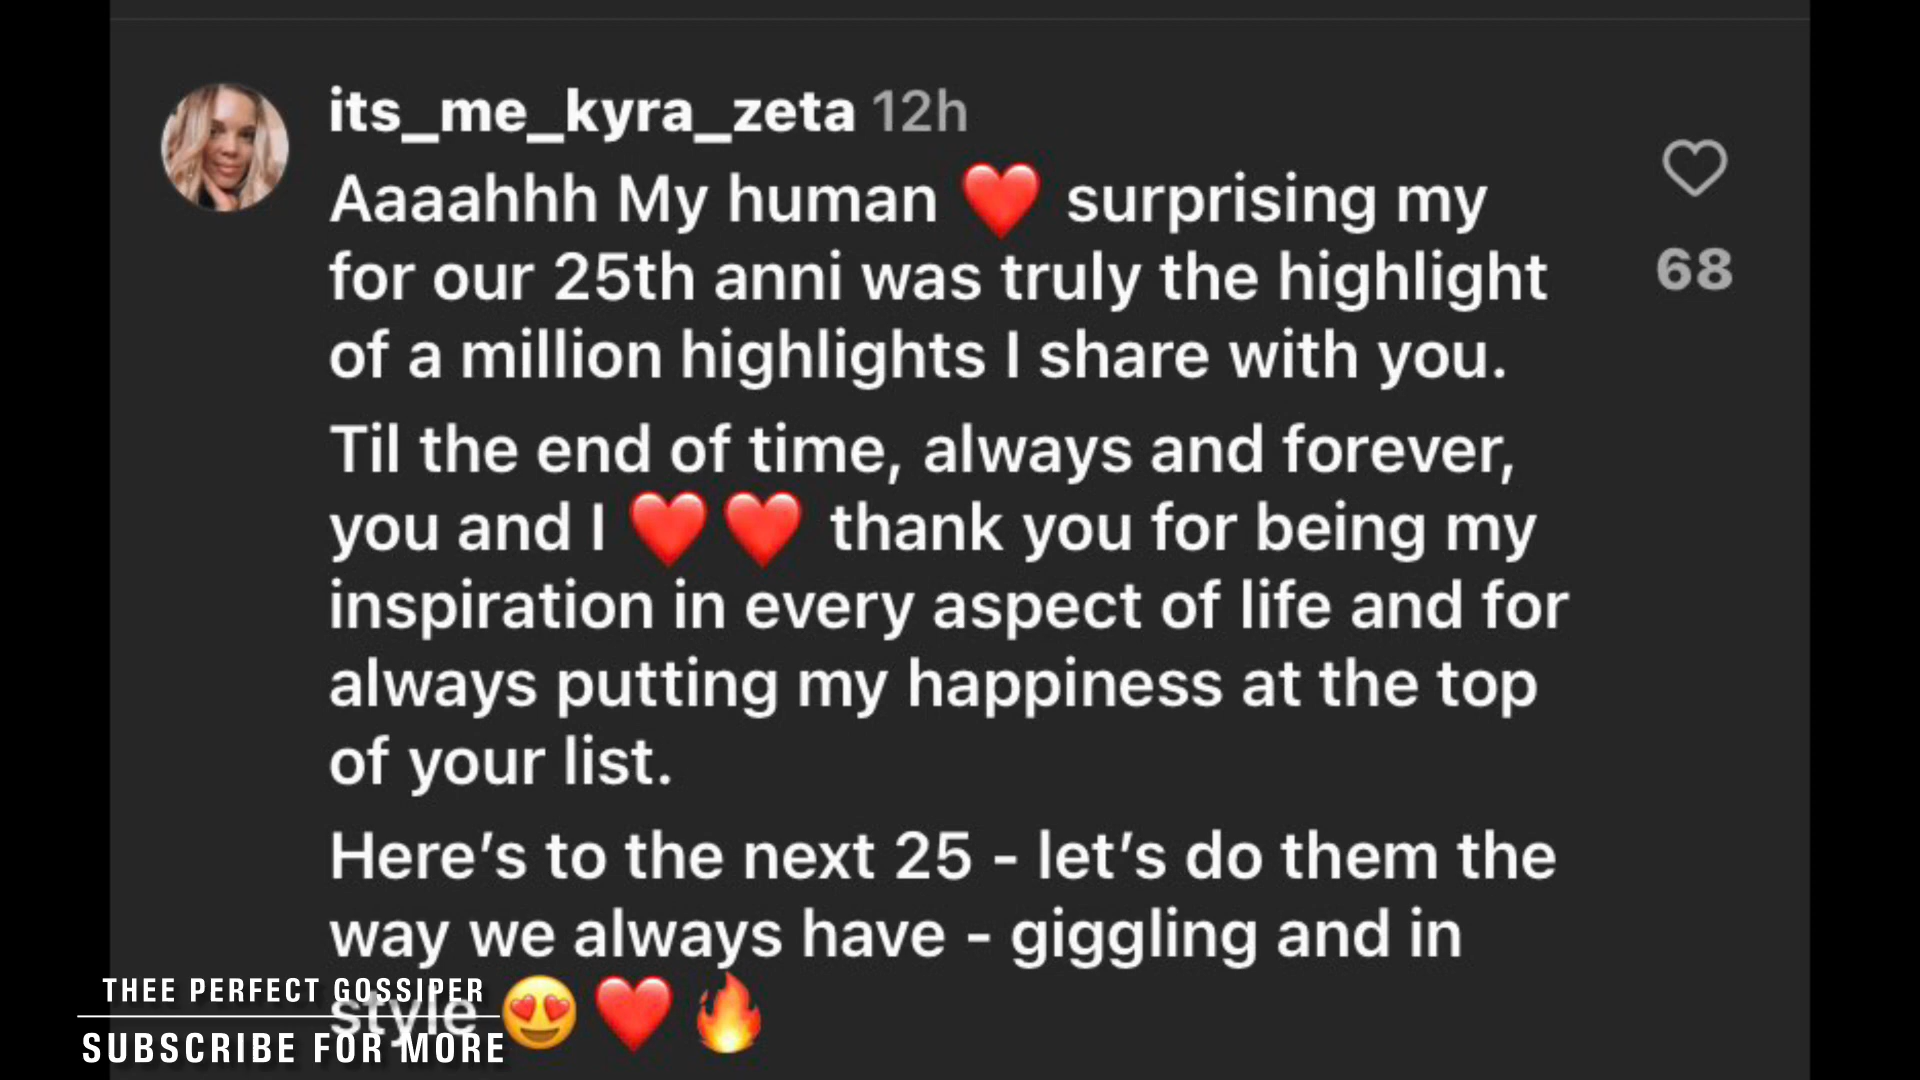 its_me_kyra_zeta 12h
Aaaahhh My human ❤️ surprising my
for our 25th anni was truly the highlight
of a million highlights I share with you.
68
Til the end of time, always and forever,
you and I ❤️❤️ thank you for being my
inspiration in every aspect of life and for
always putting my happiness at the top
of your list.
Here’s to the next 25 - let’s do them the
way we always have - giggling and in
style 😍❤️🔥
THEE PERFECT GOSSIPER
SUBSCRIBE FOR MORE